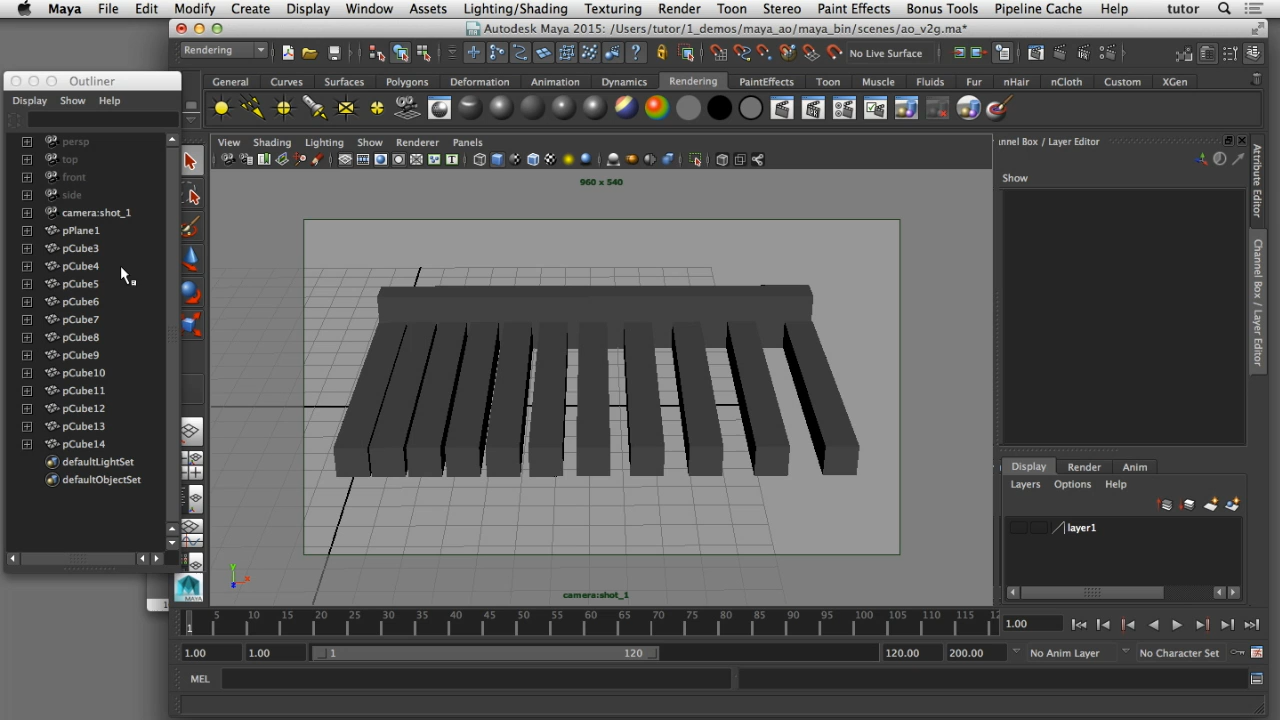 Maya File Edit Modify Create Display Window Assets Lighting/Shading Texturing Render Toon Stereo Paint Effects Bonus Tools Pipeline Cache Help tutor
Autodesk Maya 2015: /Users/tutor/1_demos/maya_ao/maya_bin/scenes/ao_v2g.ma*
Rendering No Live Surface
Outliner
General Curves Surfaces Polygons Deformation Animation Dynamics Rendering PaintEffects Toon Muscle Fluids Fur nHair nCloth Custom XGen
Display Show Help
View Shading Lighting Show Renderer Panels
nnel Box / Layer Editor
Show
960 x 540
persp
top
front
side
camera:shot_1
pPlane1
pCube3
pCube4
pCube5
pCube6
pCube7
pCube8
pCube9
pCube10
pCube11
pCube12
pCube13
pCube14
defaultLightSet
defaultObjectSet
Attribute Editor
Channel Box / Layer Editor
Display Render Anim
Layers Options Help
layer1
y
x
z
MAYA
camera:shot_1
1
5 10 15 20 25 30 35 40 45 50 55 60 65 70 75 80 85 90 95 100 105 110 115 12
1 1.00
1.00 1.00 1 120 120.00 200.00 No Anim Layer No Character Set
MEL